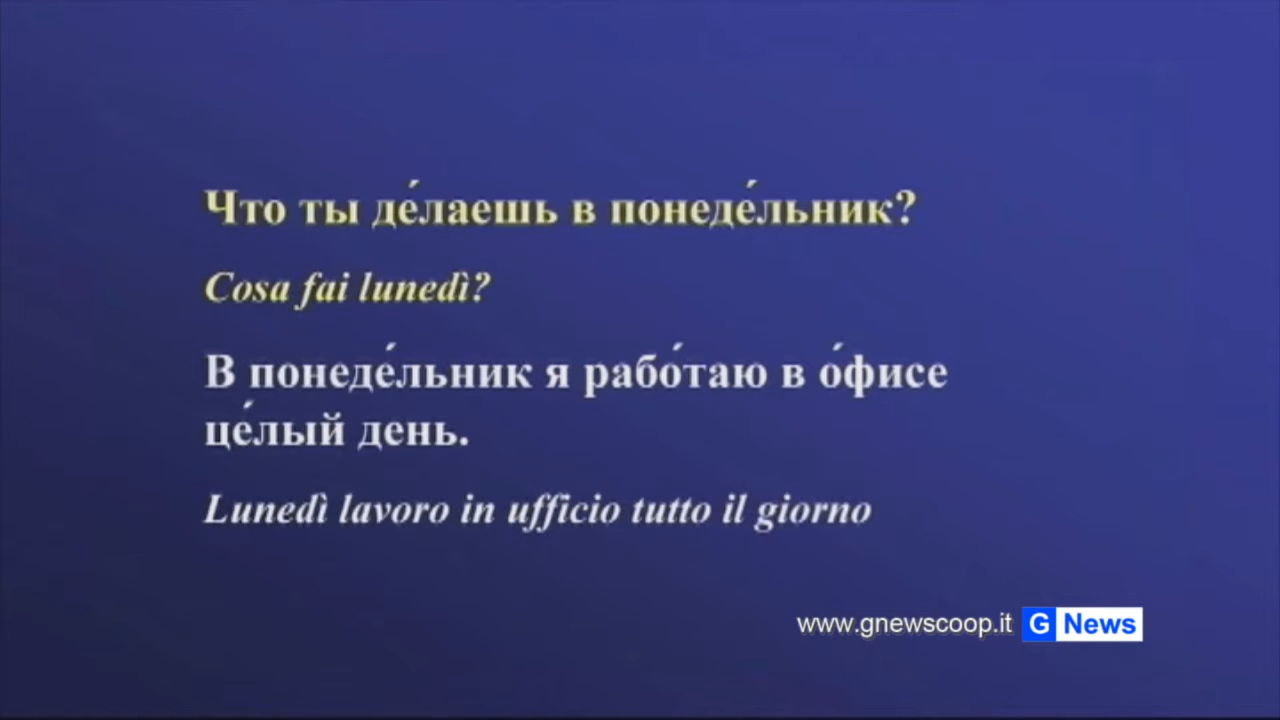 Что ты де́лаешь в понеде́льник?
Cosa fai lunedì?
В понеде́льник я рабо́таю в о́фисе
це́лый день.
Lunedì lavoro in ufficio tutto il giorno
www.gnewscoop.it G News